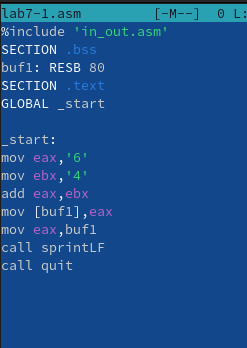 lab7-1.asm [-M--] 0 L:
%include 'in_out.asm'
SECTION .bss
buf1: RESB 80
SECTION .text
GLOBAL _start
_start:
mov eax,'6'
mov ebx,'4'
add eax,ebx
mov [buf1],eax
mov eax,buf1
call sprintLF
call quit